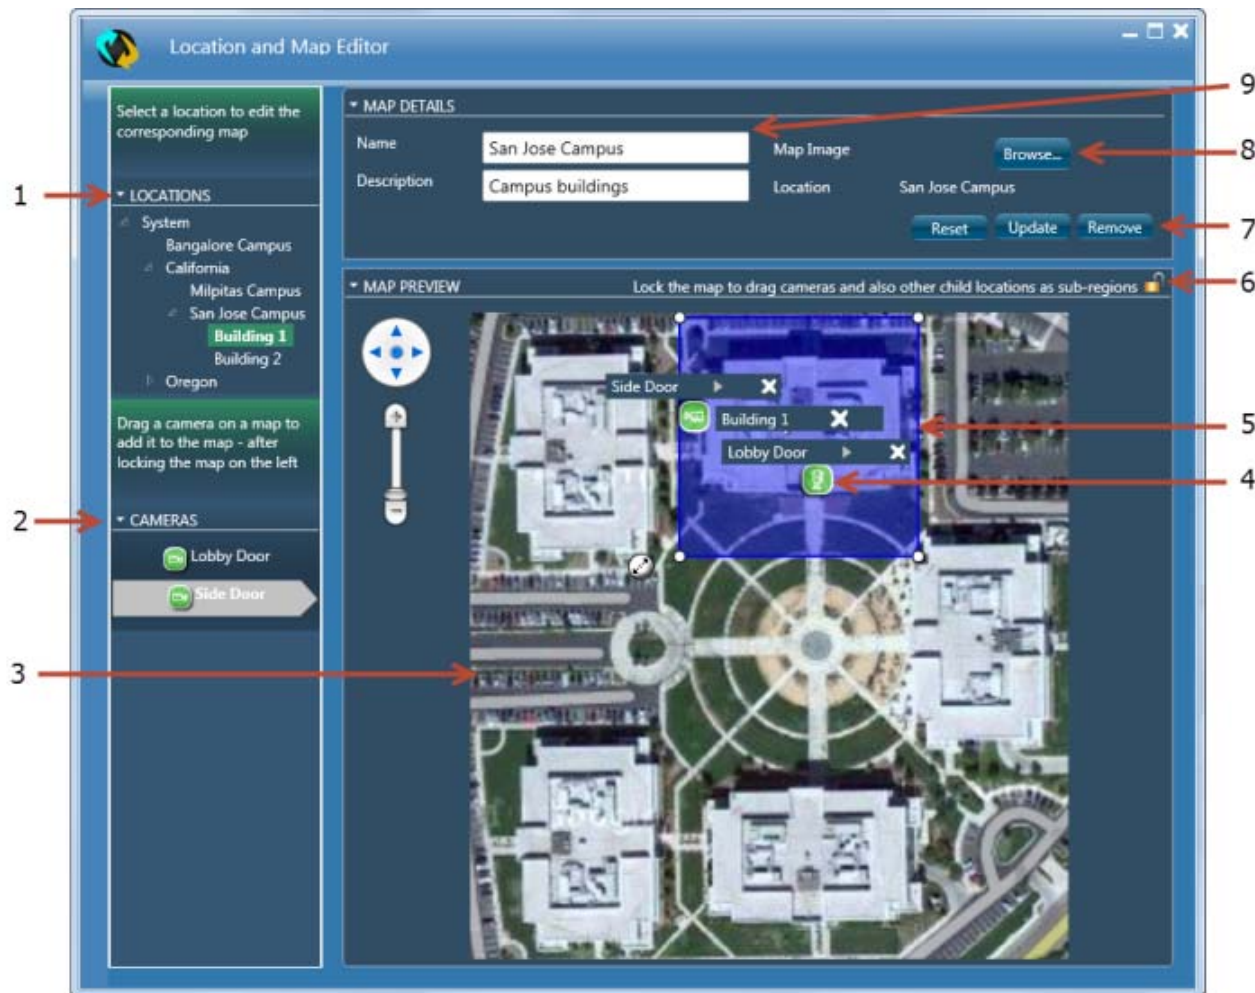 Location and Map Editor
Select a location to edit the
corresponding map
1
LOCATIONS
System
Bangalore Campus
California
Milpitas Campus
San Jose Campus
Building 1
Building 2
Oregon
Drag a camera on a map to
add it to the map - after
locking the map on the left
2
CAMERAS
Lobby Door
Side Door
3
MAP DETAILS
Name
San Jose Campus
Description
Campus buildings
Map Image
Browse...
Location
San Jose Campus
Reset
Update
Remove
MAP PREVIEW
Lock the map to drag cameras and also other child locations as sub-regions
Side Door
Building 1
Lobby Door
9
8
7
6
5
4